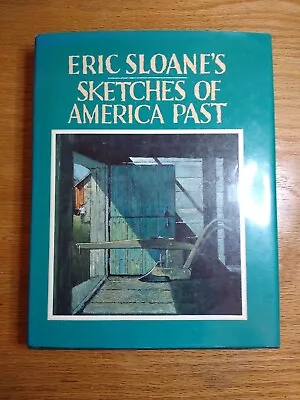 ERIC SLOANE'S
SKETCHES OF
AMERICA PAST